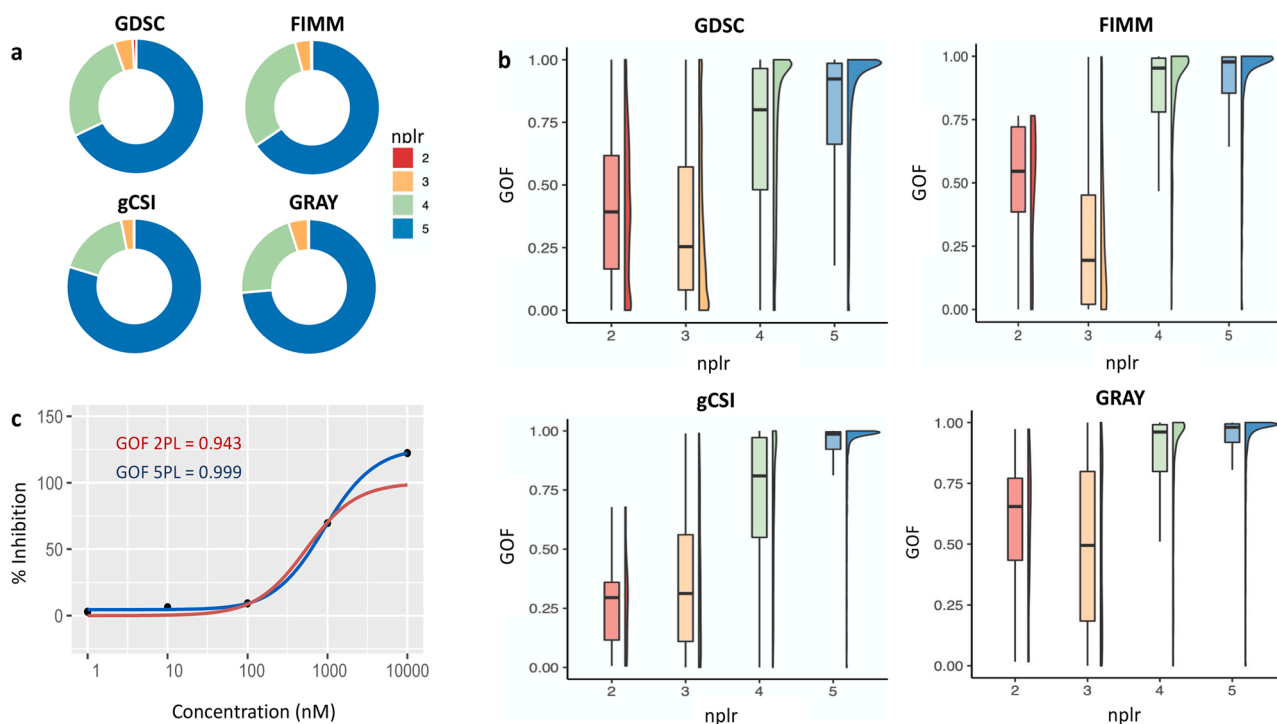 a
GDSC
FIMM
gCSI
GRAY
nplr
2
3
4
5
b
GDSC
GOF
1.00
0.75
0.50
0.25
0.00
2 3 4 5
nplr
FIMM
GOF
1.00
0.75
0.50
0.25
0.00
2 3 4 5
nplr
gCSI
GOF
1.00
0.75
0.50
0.25
0.00
2 3 4 5
nplr
GRAY
GOF
1.00
0.75
0.50
0.25
0.00
2 3 4 5
nplr
c
% Inhibition
150
100
50
0
GOF 2PL = 0.943
GOF 5PL = 0.999
1 10 100 1000 10000
Concentration (nM)